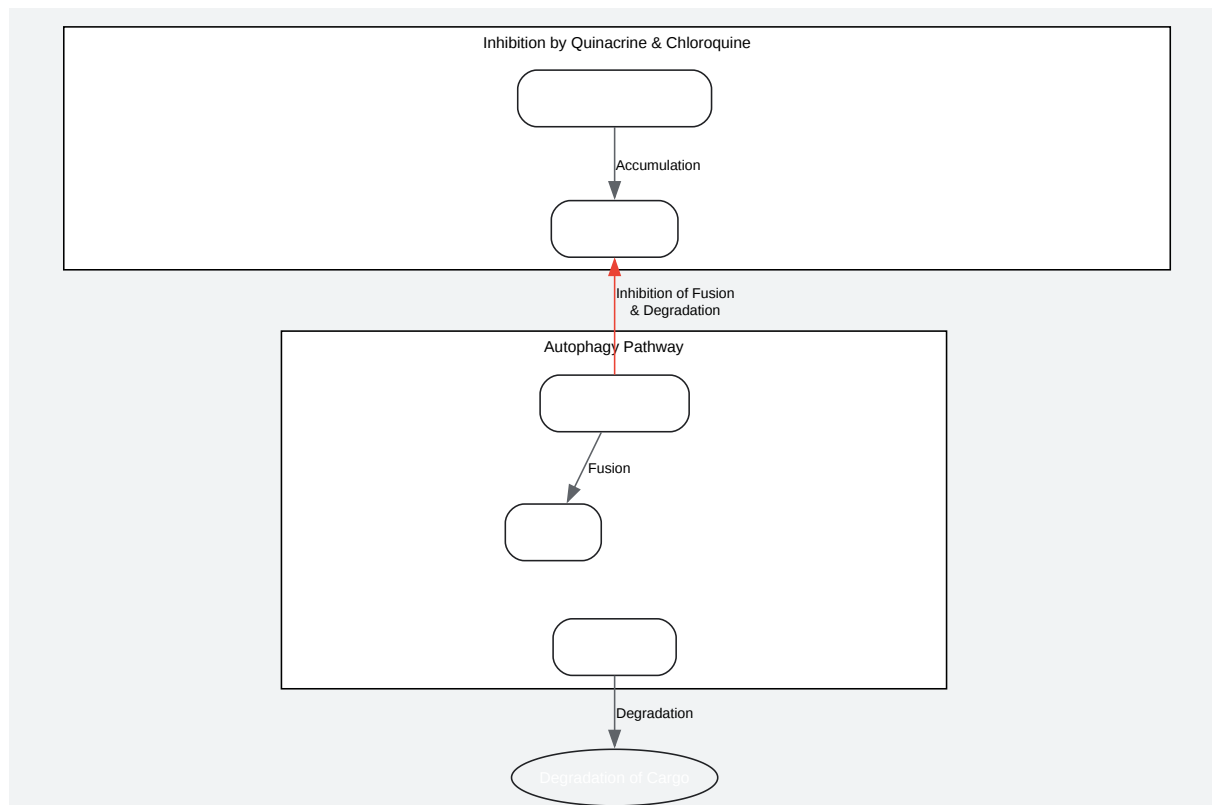 Inhibition by Quinacrine & Chloroquine
Accumulation
Inhibition of Fusion
& Degradation
Autophagy Pathway
Fusion
Degradation
Degradation of Cargo